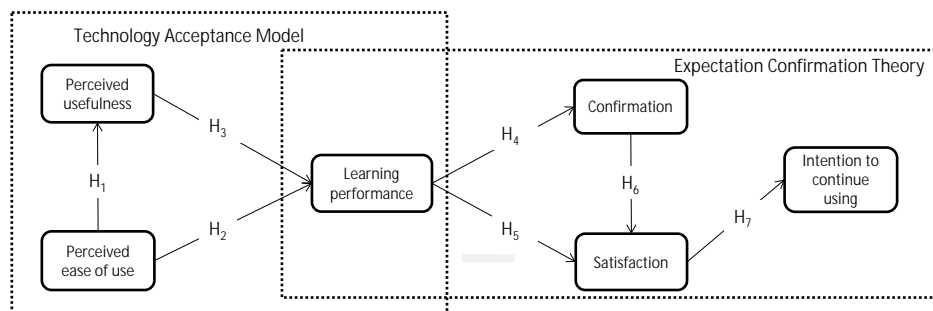 Technology Acceptance Model
Expectation Confirmation Theory
Perceived
usefulness
Confirmation
H3
H4
Learning
performance
Intention to
continue
using
H1
H6
H2
H5
H7
Perceived
ease of use
Satisfaction